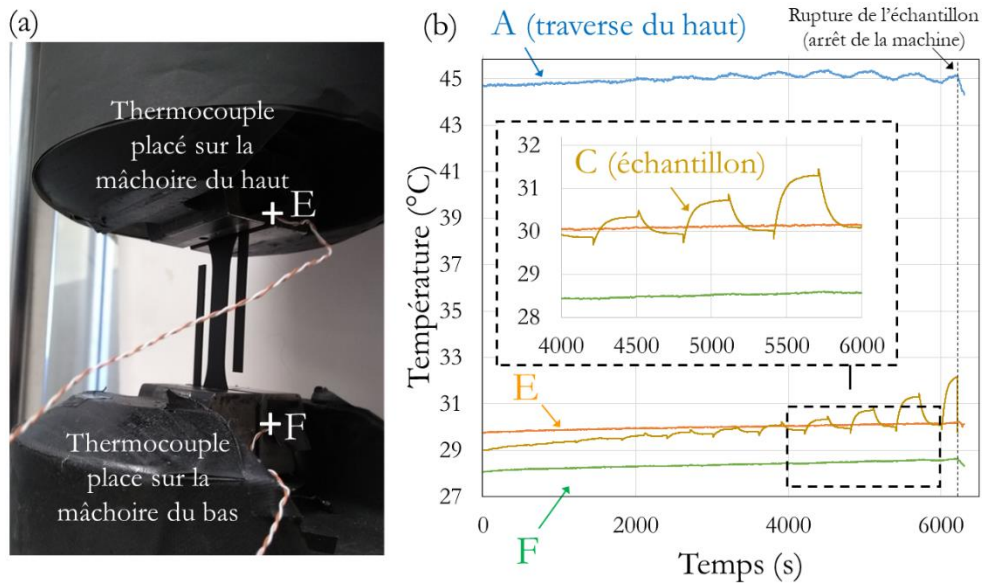 (a)
Thermocouple
placé sur la
mâchoire du haut
E
F
Thermocouple
place sur la
mâchoire du bas
(b)
A (traverse du haut)
Rupture de l'échantillon
(arrêt de la machine)
Température (°C)
45
43
41
39
37
35
33
31
29
27
32
31
30
29
28
C (échantillon)
4000 4500 5000 5500 6000
E
F
0 2000 4000 6000
Temps (s)